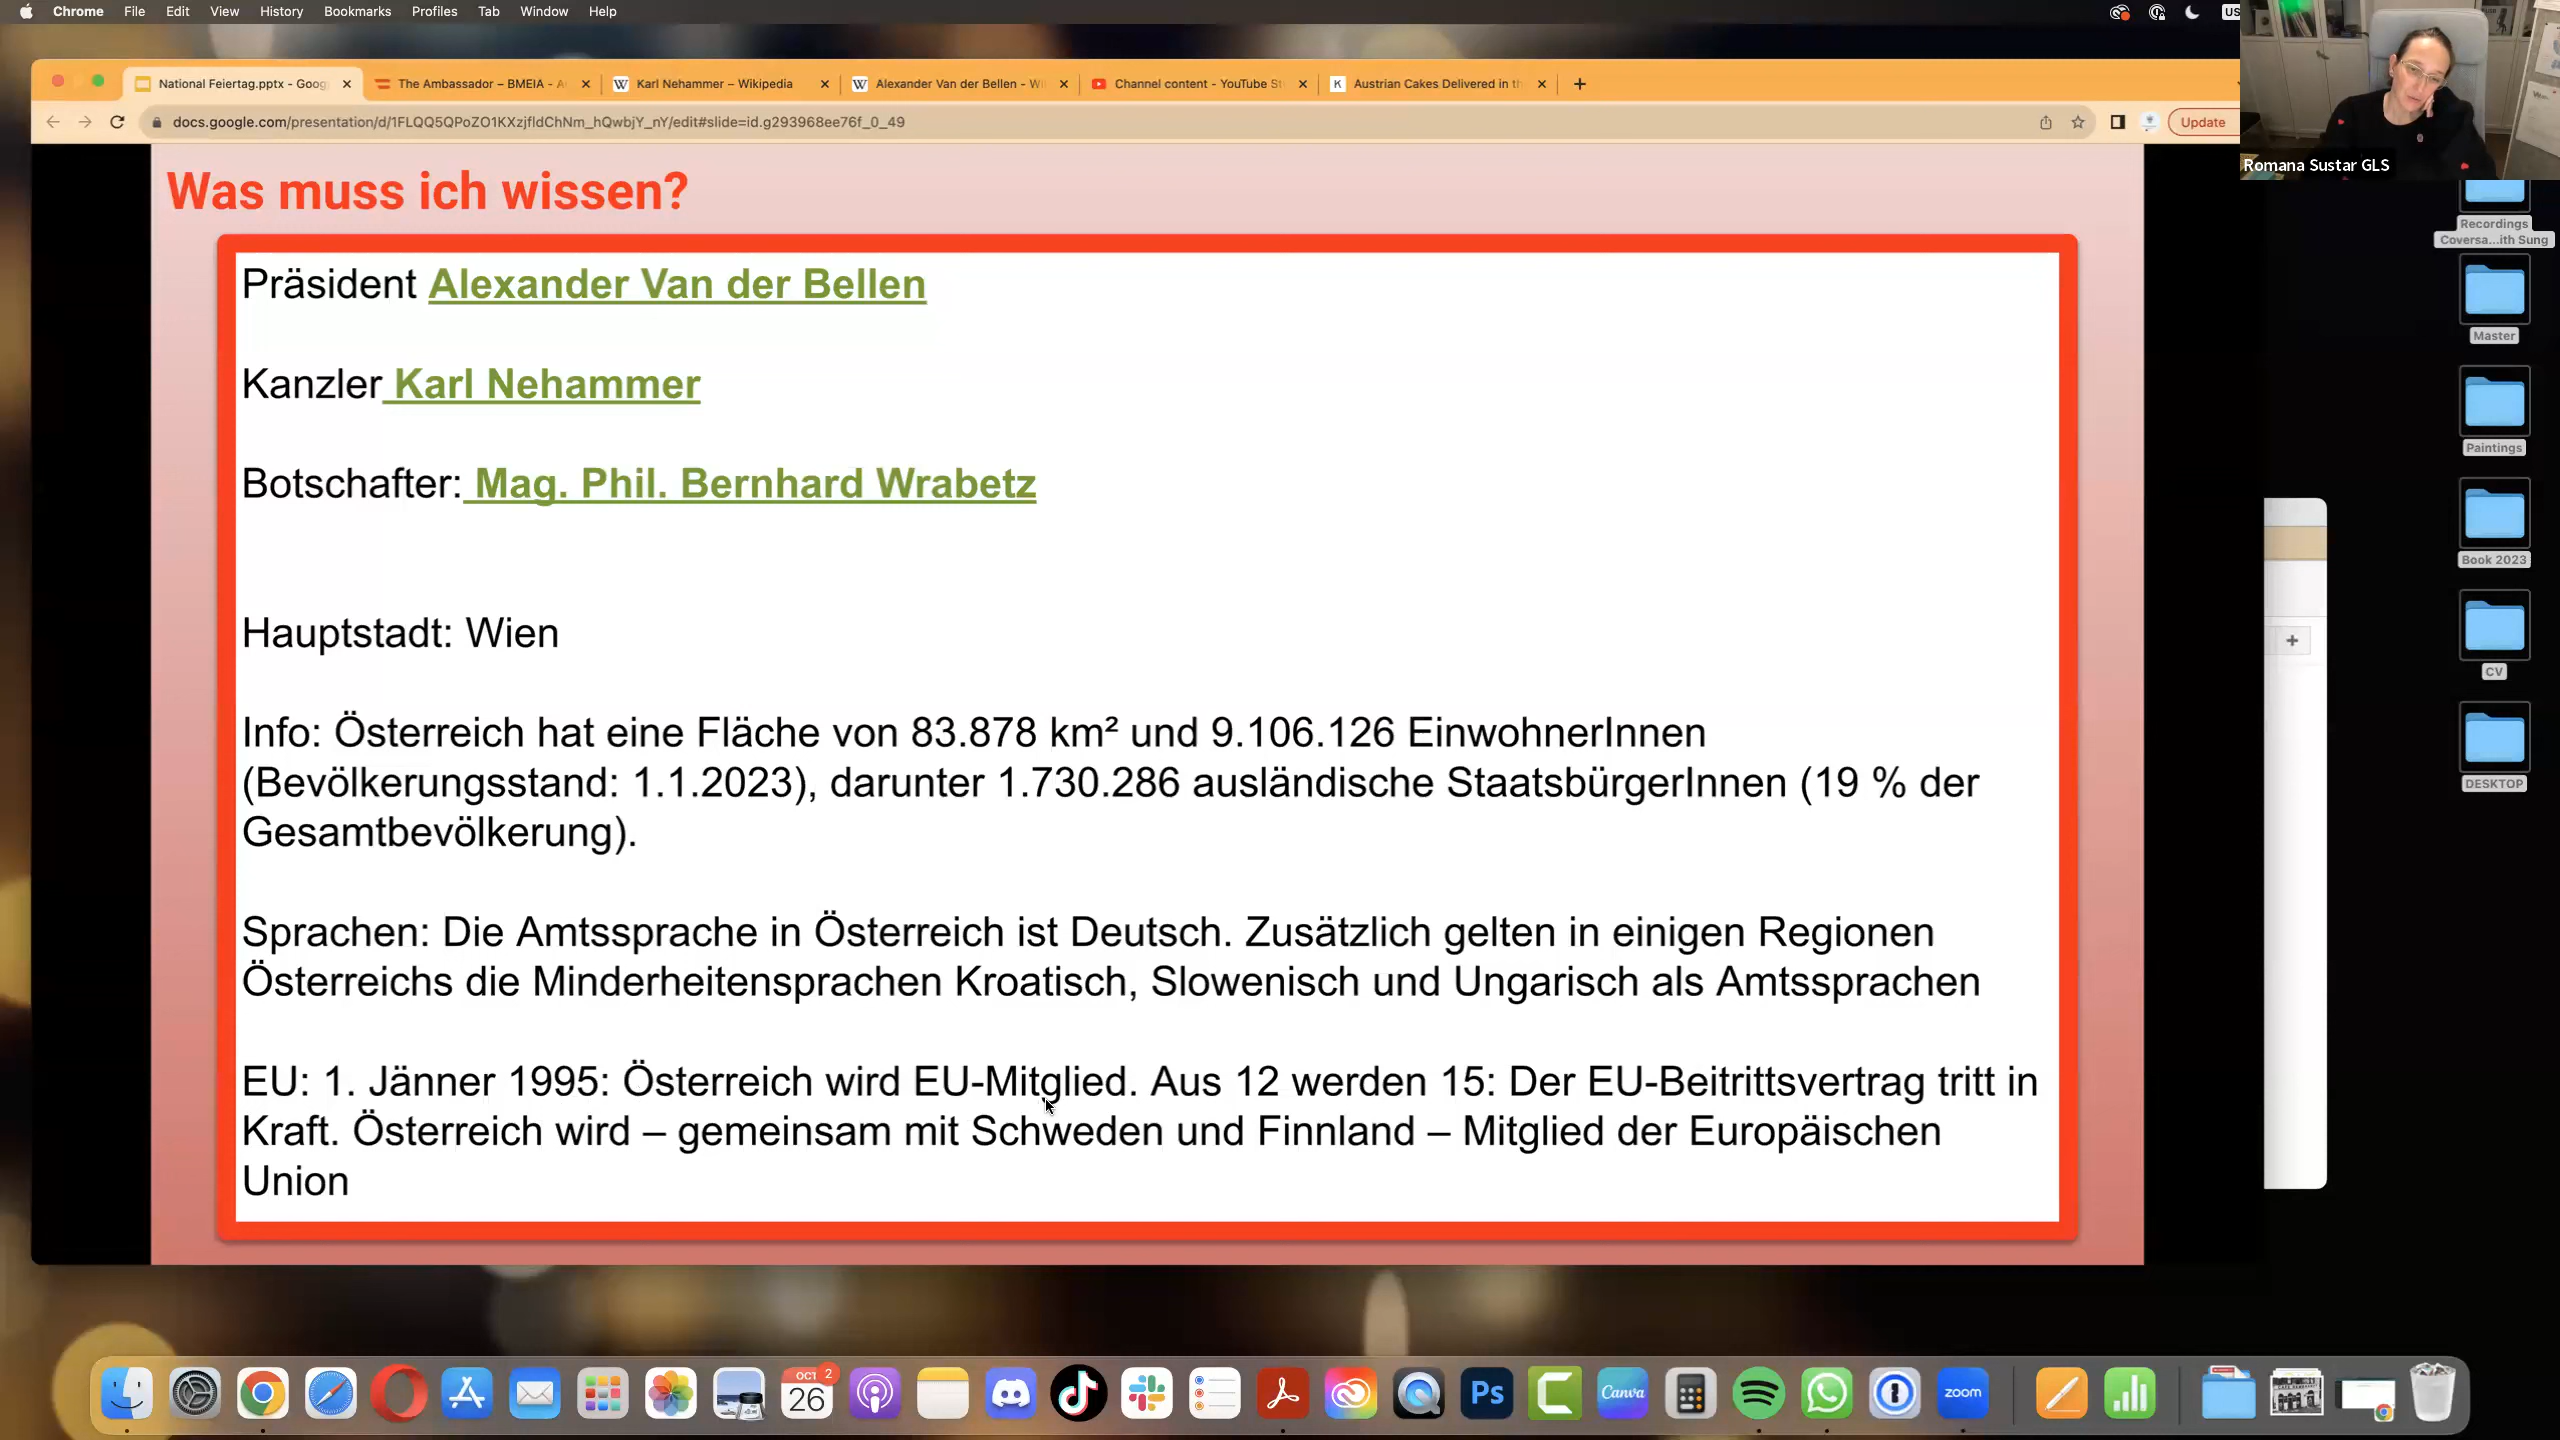 Chrome File Edit View History Bookmarks Profiles Tab Window Help
US
National Feiertag.pptx - Goog
The Ambassador – BMEIA - A
Karl Nehammer – Wikipedia
Alexander Van der Bellen - Wi
Channel content - YouTube St
Austrian Cakes Delivered in th
docs.google.com/presentation/d/1FLQQ5QPoZO1KXzjfldChNm_hQwbjY_nY/edit#slide=id.g293968ee76f_0_49
Update
Romana Sustar GLS
Was muss ich wissen?
Präsident Alexander Van der Bellen
Kanzler Karl Nehammer
Botschafter: Mag. Phil. Bernhard Wrabetz
Hauptstadt: Wien
Info: Österreich hat eine Fläche von 83.878 km² und 9.106.126 EinwohnerInnen
(Bevölkerungsstand: 1.1.2023), darunter 1.730.286 ausländische StaatsbürgerInnen (19 % der
Gesamtbevölkerung).
Sprachen: Die Amtssprache in Österreich ist Deutsch. Zusätzlich gelten in einigen Regionen
Österreichs die Minderheitensprachen Kroatisch, Slowenisch und Ungarisch als Amtssprachen
EU: 1. Jänner 1995: Österreich wird EU-Mitglied. Aus 12 werden 15: Der EU-Beitrittsvertrag tritt in
Kraft. Österreich wird – gemeinsam mit Schweden und Finnland – Mitglied der Europäischen
Union
Recordings
Coversa...ith Sung
Master
Paintings
Book 2023
CV
DESKTOP
OCT
2
26
Ps
Canva
zoom